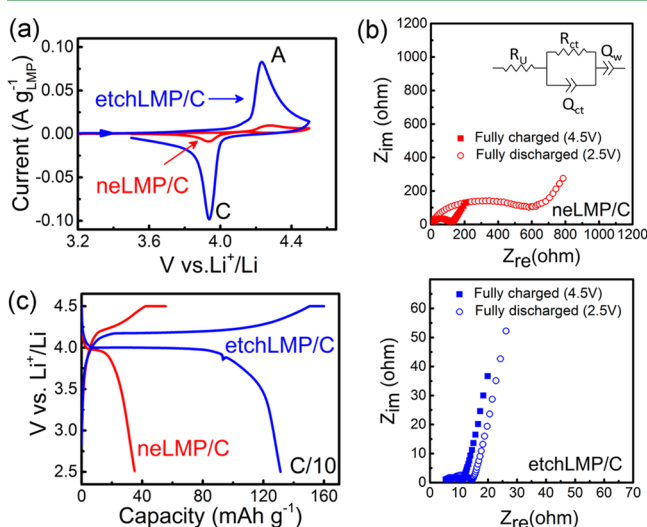 (a)
Current (A g⁻¹LMP)
0.10
0.05
0.00
-0.05
-0.10
A
etchLMP/C
neLMP/C
C
3.2 3.6 4.0 4.4
V vs.Li⁺/Li
(b)
Zim (ohm)
1200
1000
800
600
400
200
0
RU Rct Qw
Qct
Fully charged (4.5V)
Fully discharged (2.5V)
neLMP/C
0 200 400 600 800 1000 1200
Zre(ohm)
(c)
V vs. Li⁺/Li
4.5
4.0
3.5
3.0
2.5
etchLMP/C
neLMP/C
C/10
0 40 80 120 160
Capacity (mAh g⁻¹)
Zim (ohm)
60
50
40
30
20
10
0
Fully charged (4.5V)
Fully discharged (2.5V)
etchLMP/C
0 10 20 30 40 50 60 70
Zre(ohm)